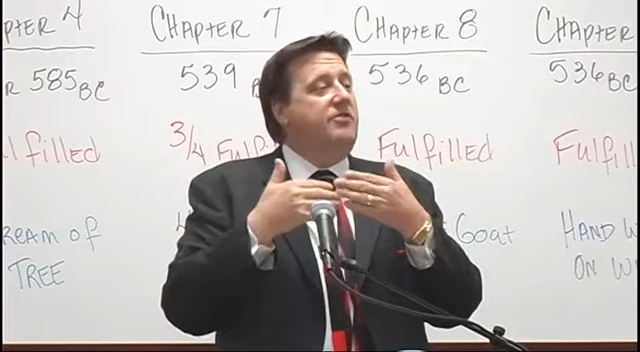 PTER 4
CHAPTER 7
CHAPTER 8
CHAPTER
585 BC
539
536 BC
536 BC
lfilled
3/4 Fulf
Fulfilled
Fulfill
REAM OF
TREE
Goat
HAND W
ON W